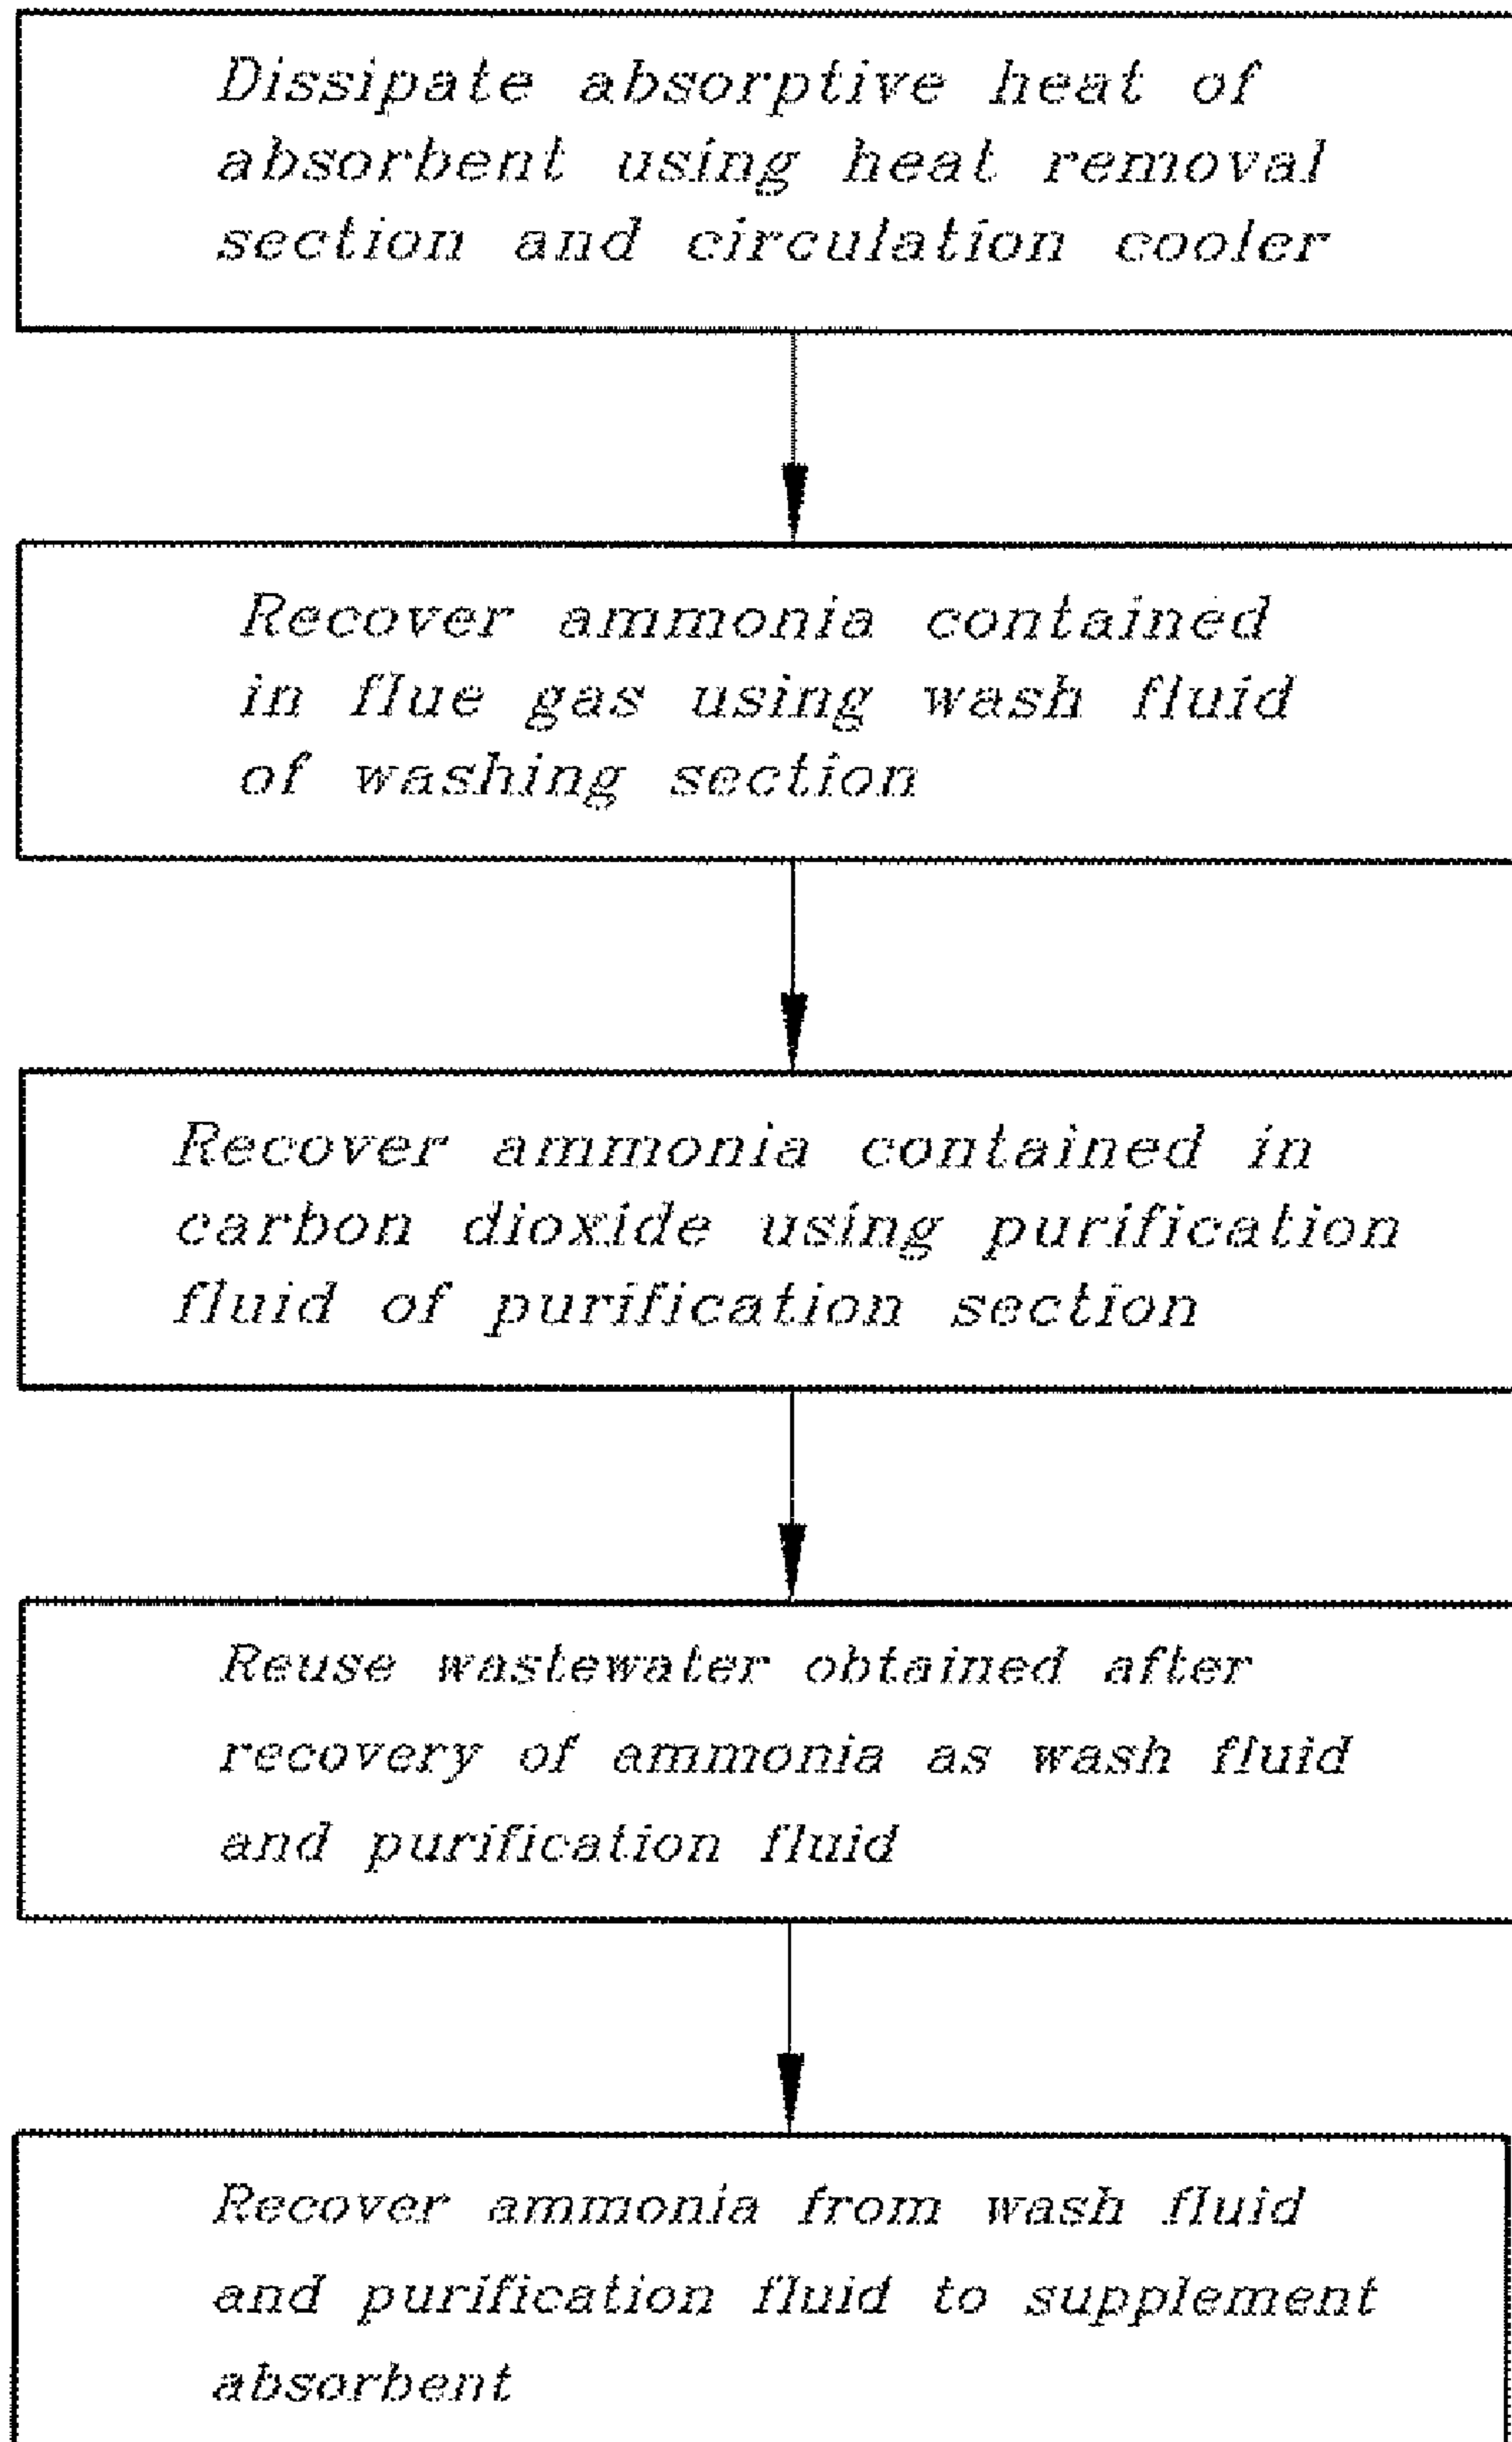 Dissipate absorptive heat of
absorbent using heat removal
section and circulation cooler
Recover ammonia contained
in flue gas using wash fluid
of washing section
Recover ammonia contained in
carbon dioxide using purification
fluid of purification section
Reuse wastewater obtained after
recovery of ammonia as wash fluid
and purification fluid
Recover ammonia from wash fluid
and purification fluid to supplement
absorbent